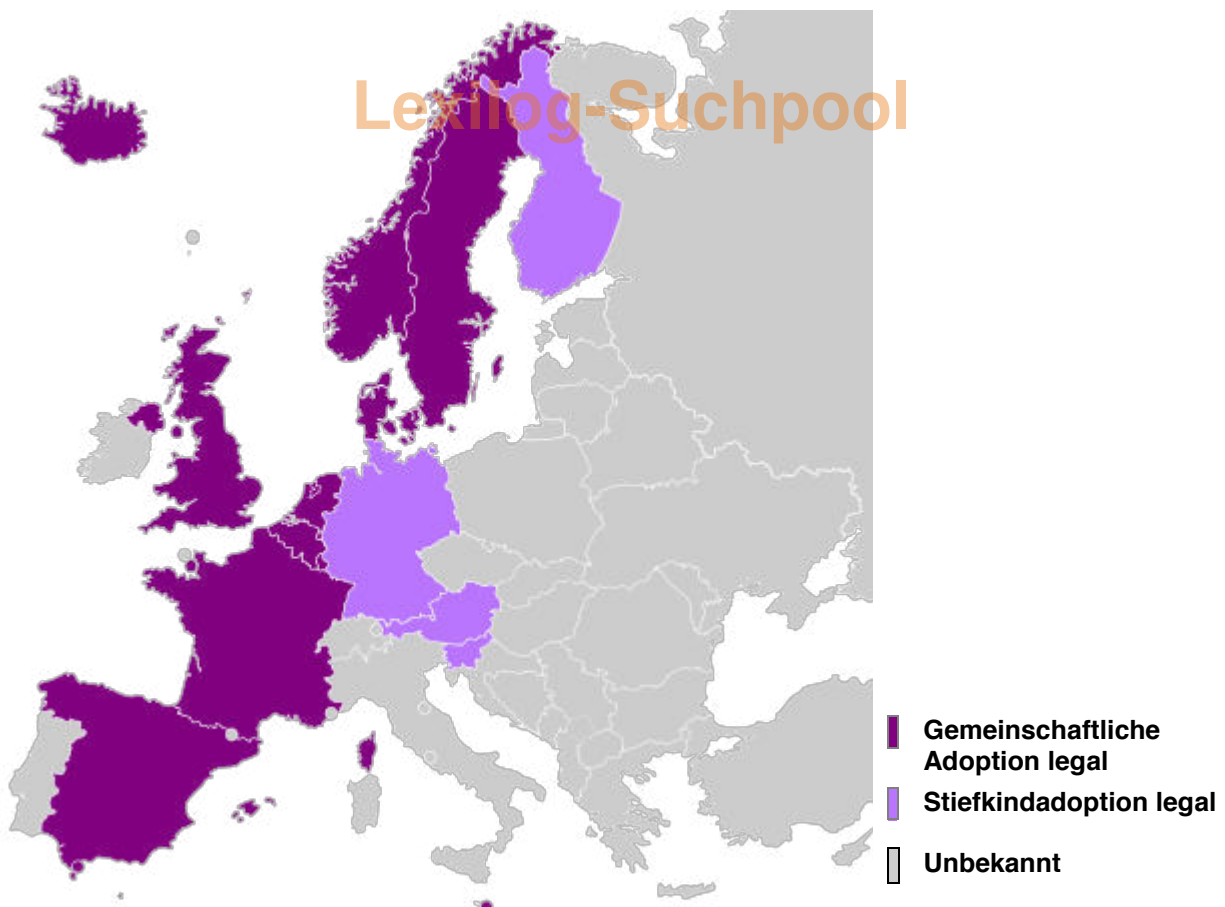 Lexilog-Suchpool
Gemeinschaftliche
Adoption legal
Stiefkindadoption legal
Unbekannt